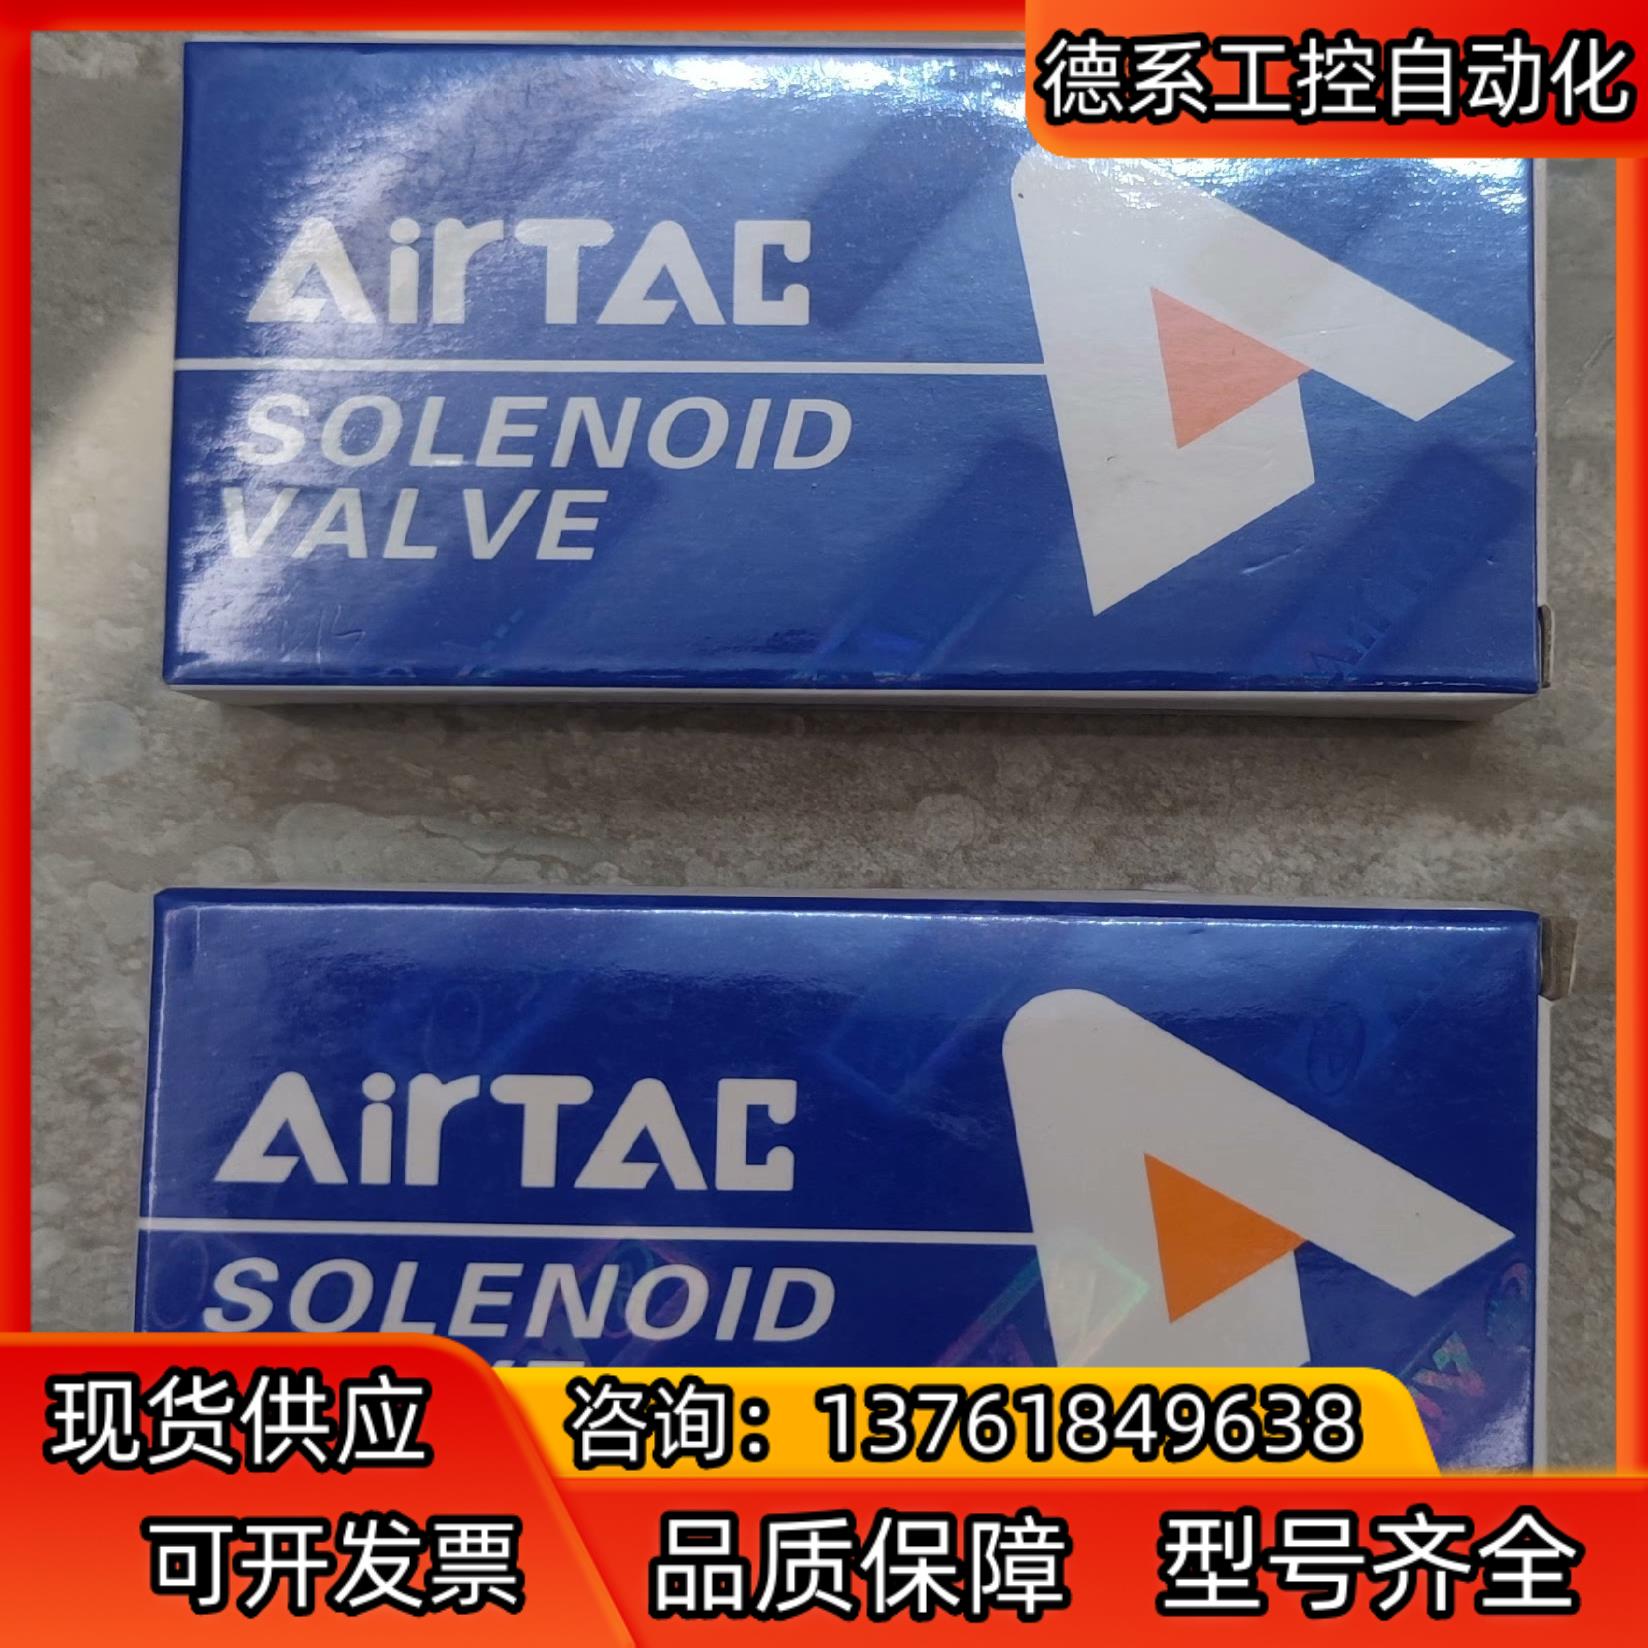 德系工控自动化
AirTAC
SOLENOID
VALVE
AirTAC
SOLENOID
现货供应
咨询：13761849638
可开发票
品质保障
型号齐全